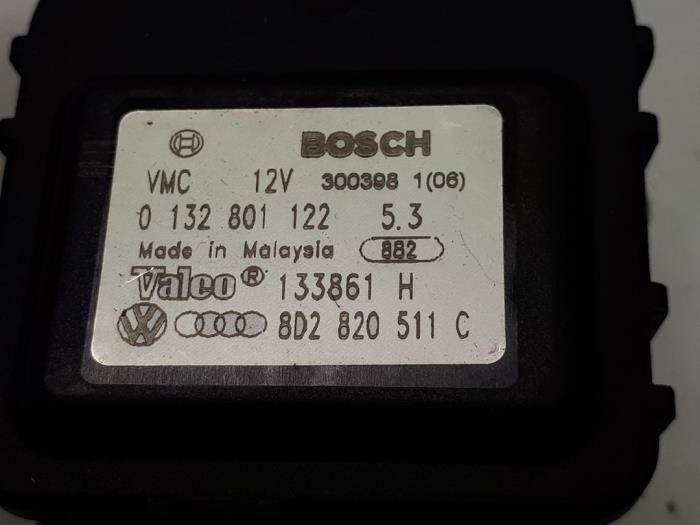 BOSCH
VMC 12V 300398 1(06)
0 132 801 122 5.3
Made in Malaysia 882
Valeo® 133861 H
8D2 820 511 C